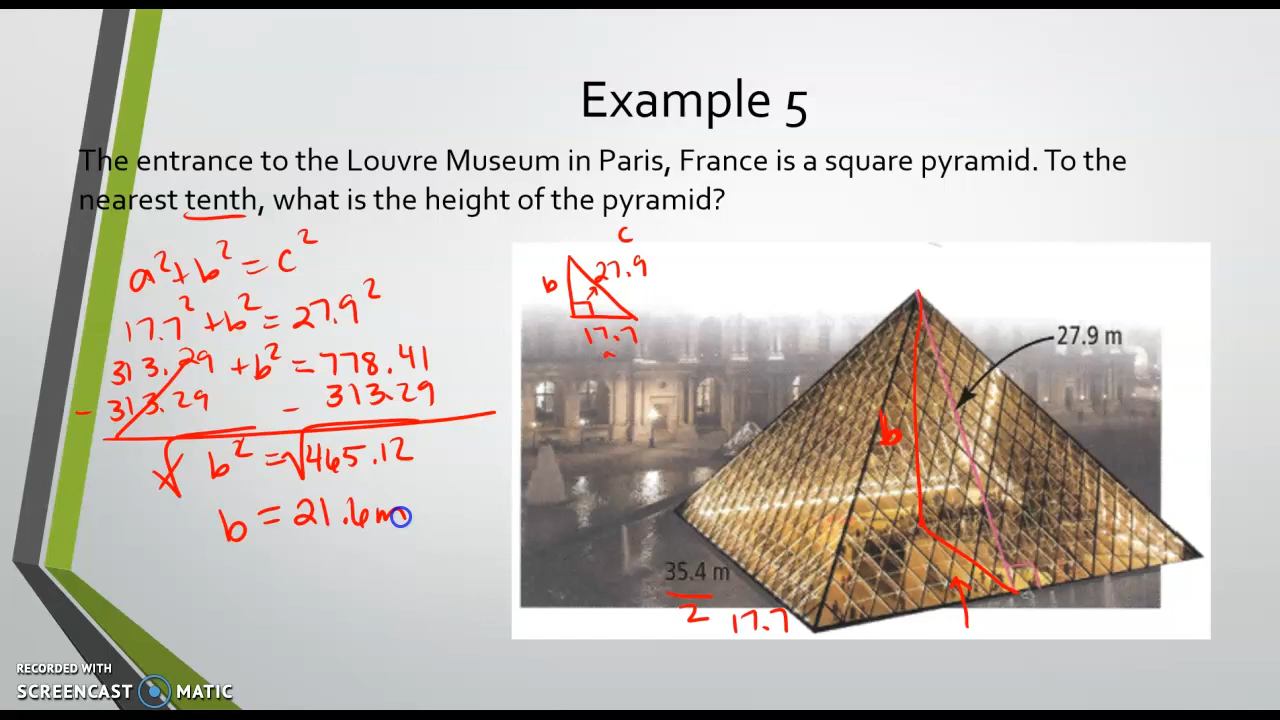 Example 5
The entrance to the Louvre Museum in Paris, France is a square pyramid. To the
nearest tenth, what is the height of the pyramid?
a² + b² = c²
17.7² + b² = 27.9²
313.29 + b² = 778.41
- 313.29 - 313.29
√b² = √465.12
b = 21.6m
c
b
27.9
17.7
a
27.9 m
b
35.4 m
2
17.7
RECORDED WITH
SCREENCAST MATIC